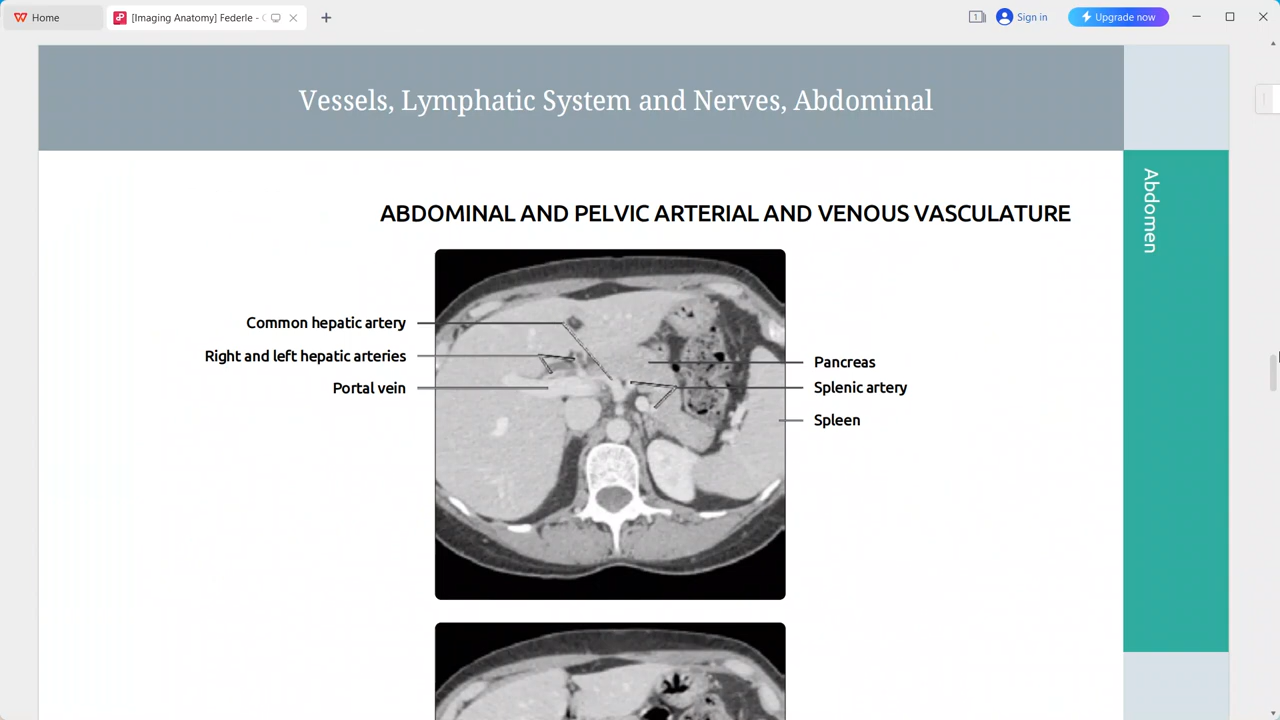 Home
[Imaging Anatomy] Federle -
Sign in
Upgrade now
Vessels, Lymphatic System and Nerves, Abdominal
Abdomen
ABDOMINAL AND PELVIC ARTERIAL AND VENOUS VASCULATURE
Common hepatic artery
Right and left hepatic arteries
Portal vein
Pancreas
Splenic artery
Spleen